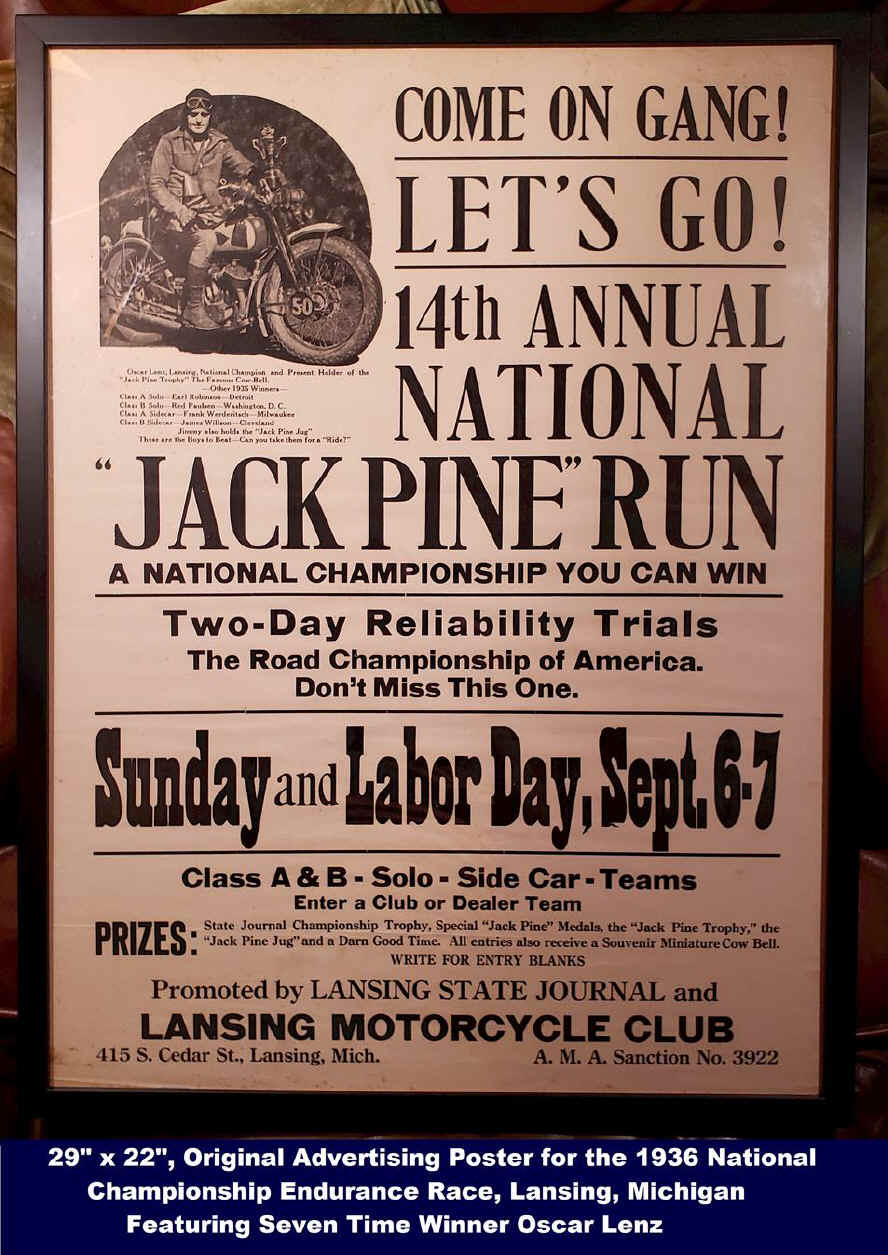 COME ON GANG!
LET'S GO!
14th ANNUAL
NATIONAL
"JACK PINE" RUN
50
Oscar Lenz, Lansing, National Champion and Present Holder of the
"Jack Pine Trophy" The Famous Cow-Bell.
—Other 1935 Winners—
Class A Solo—Earl Robinson—Detroit
Class B Solo—Red Faulsen—Washington, D. C.
Class A Sidecar—Frank Werderitsch—Milwaukee
Class B Sidecar—James Willson—Cleveland
Jimmy also holds the "Jack Pine Jug"
These are the Boys to Beat—Can you take them for a "Ride?"
A NATIONAL CHAMPIONSHIP YOU CAN WIN
Two-Day Reliability Trials
The Road Championship of America.
Don't Miss This One.
Sunday and Labor Day, Sept. 6-7
Class A & B - Solo - Side Car - Teams
Enter a Club or Dealer Team
PRIZES: State Journal Championship Trophy, Special "Jack Pine" Medals, the "Jack Pine Trophy," the
"Jack Pine Jug" and a Darn Good Time. All entries also receive a Souvenir Miniature Cow Bell.
WRITE FOR ENTRY BLANKS
Promoted by LANSING STATE JOURNAL and
LANSING MOTORCYCLE CLUB
415 S. Cedar St., Lansing, Mich. A. M. A. Sanction No. 3922
29" x 22", Original Advertising Poster for the 1936 National
Championship Endurance Race, Lansing, Michigan
Featuring Seven Time Winner Oscar Lenz